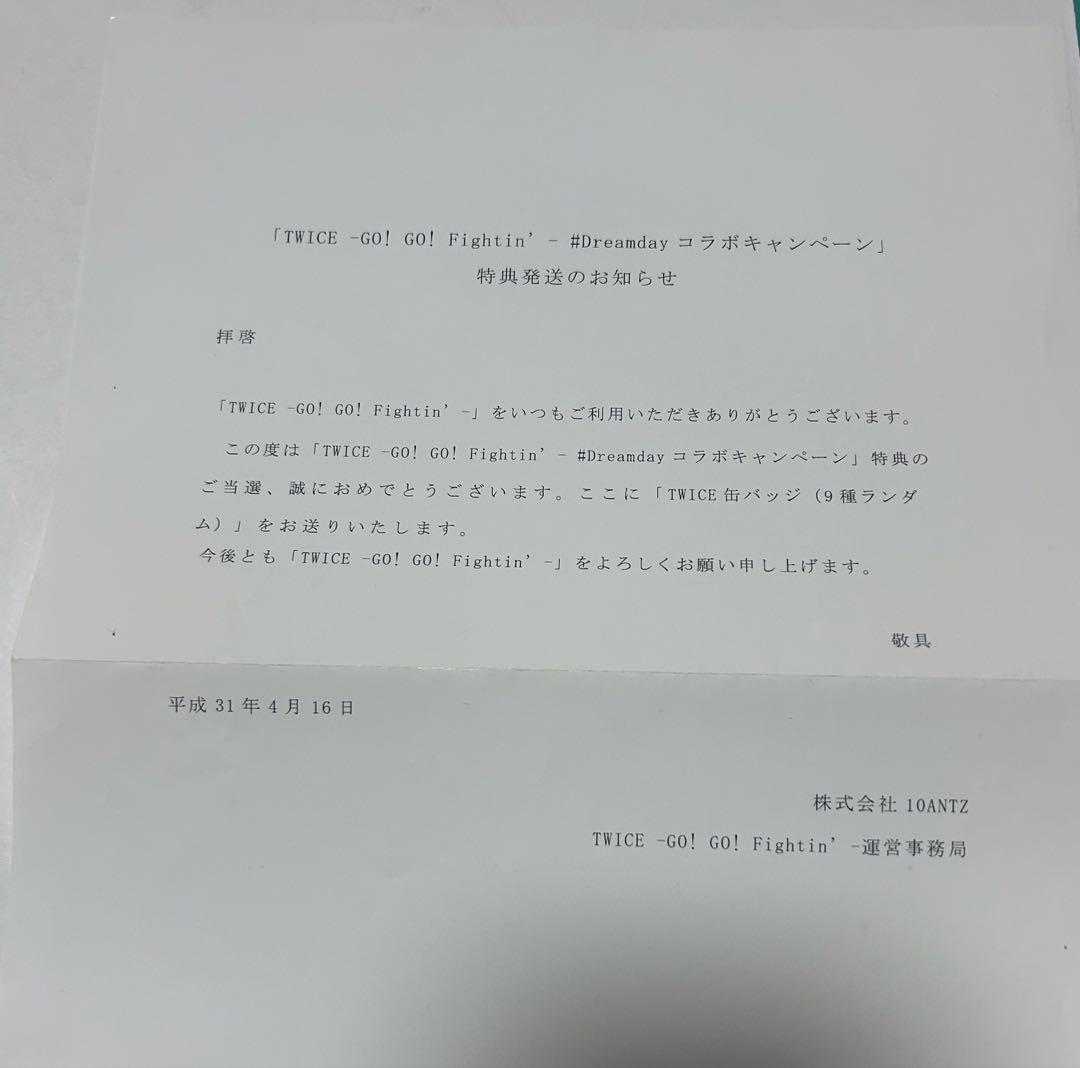 「TWICE -GO! GO! Fightin’- #Dreamday コラボキャンペーン」
特典発送のお知らせ
拝啓
「TWICE -GO! GO! Fightin’-」をいつもご利用いただきありがとうございます。
この度は「TWICE -GO! GO! Fightin’- #Dreamday コラボキャンペーン」特典の
ご当選、誠におめでとうございます。ここに「TWICE 缶バッジ（9 種ランダ
ム）」をお送りいたします。
今後とも「TWICE -GO! GO! Fightin’-」をよろしくお願い申し上げます。
敬具
平成 31 年 4 月 16 日
株式会社 10ANTZ
TWICE -GO! GO! Fightin’-運営事務局